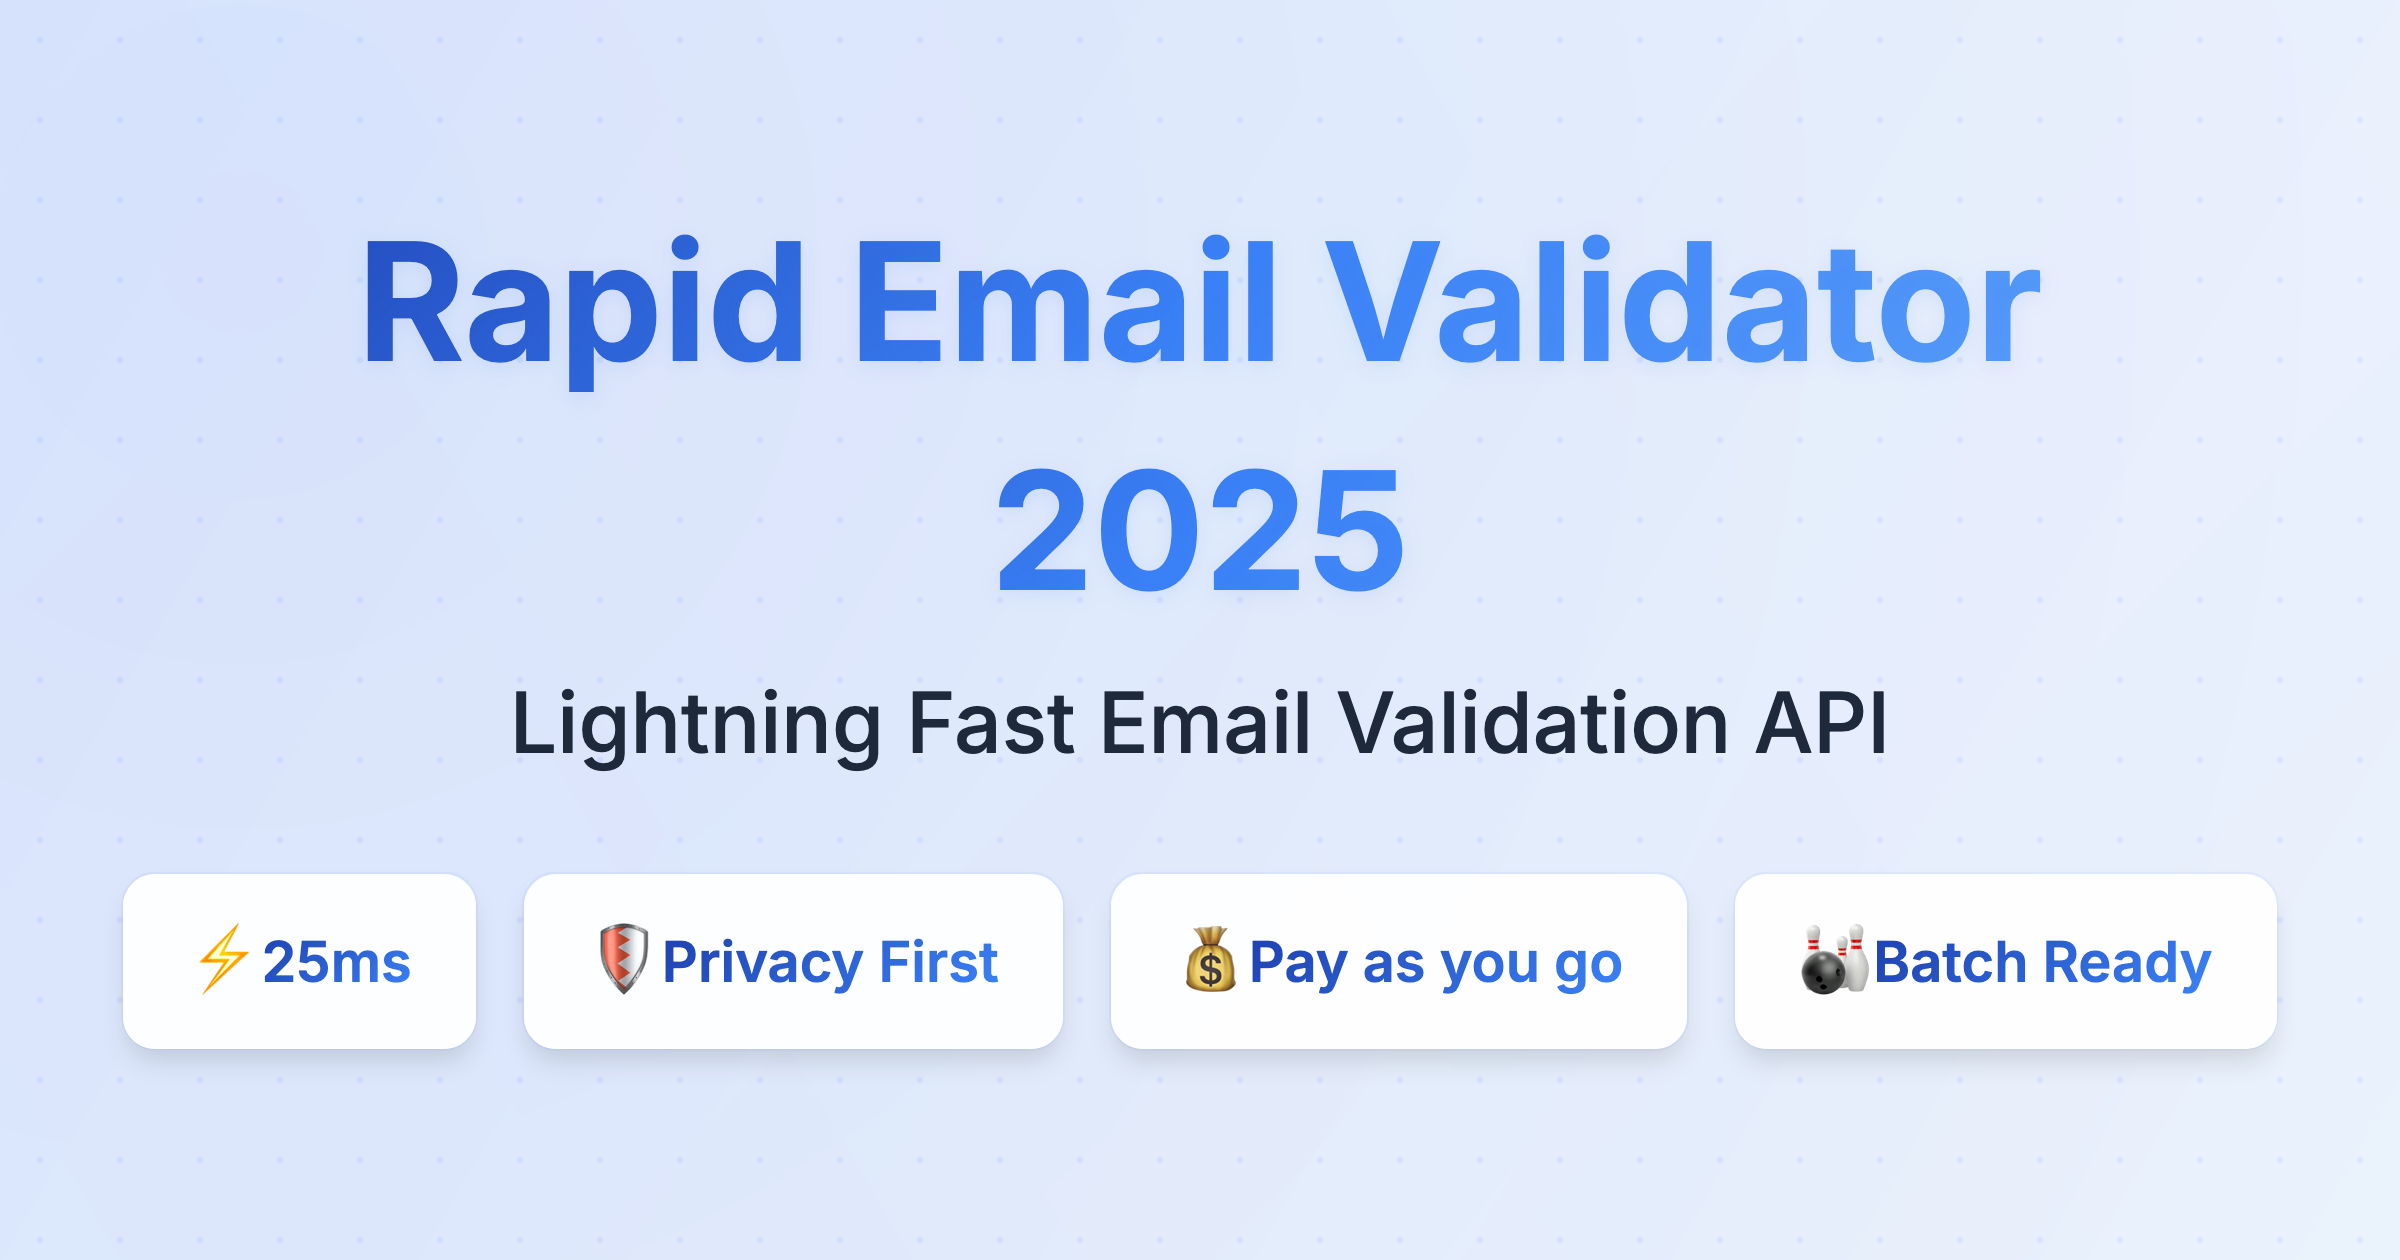 Rapid Email Validator
2025
Lightning Fast Email Validation API
⚡ 25ms
🛡 Privacy First
💰 Pay as you go
🎳 Batch Ready